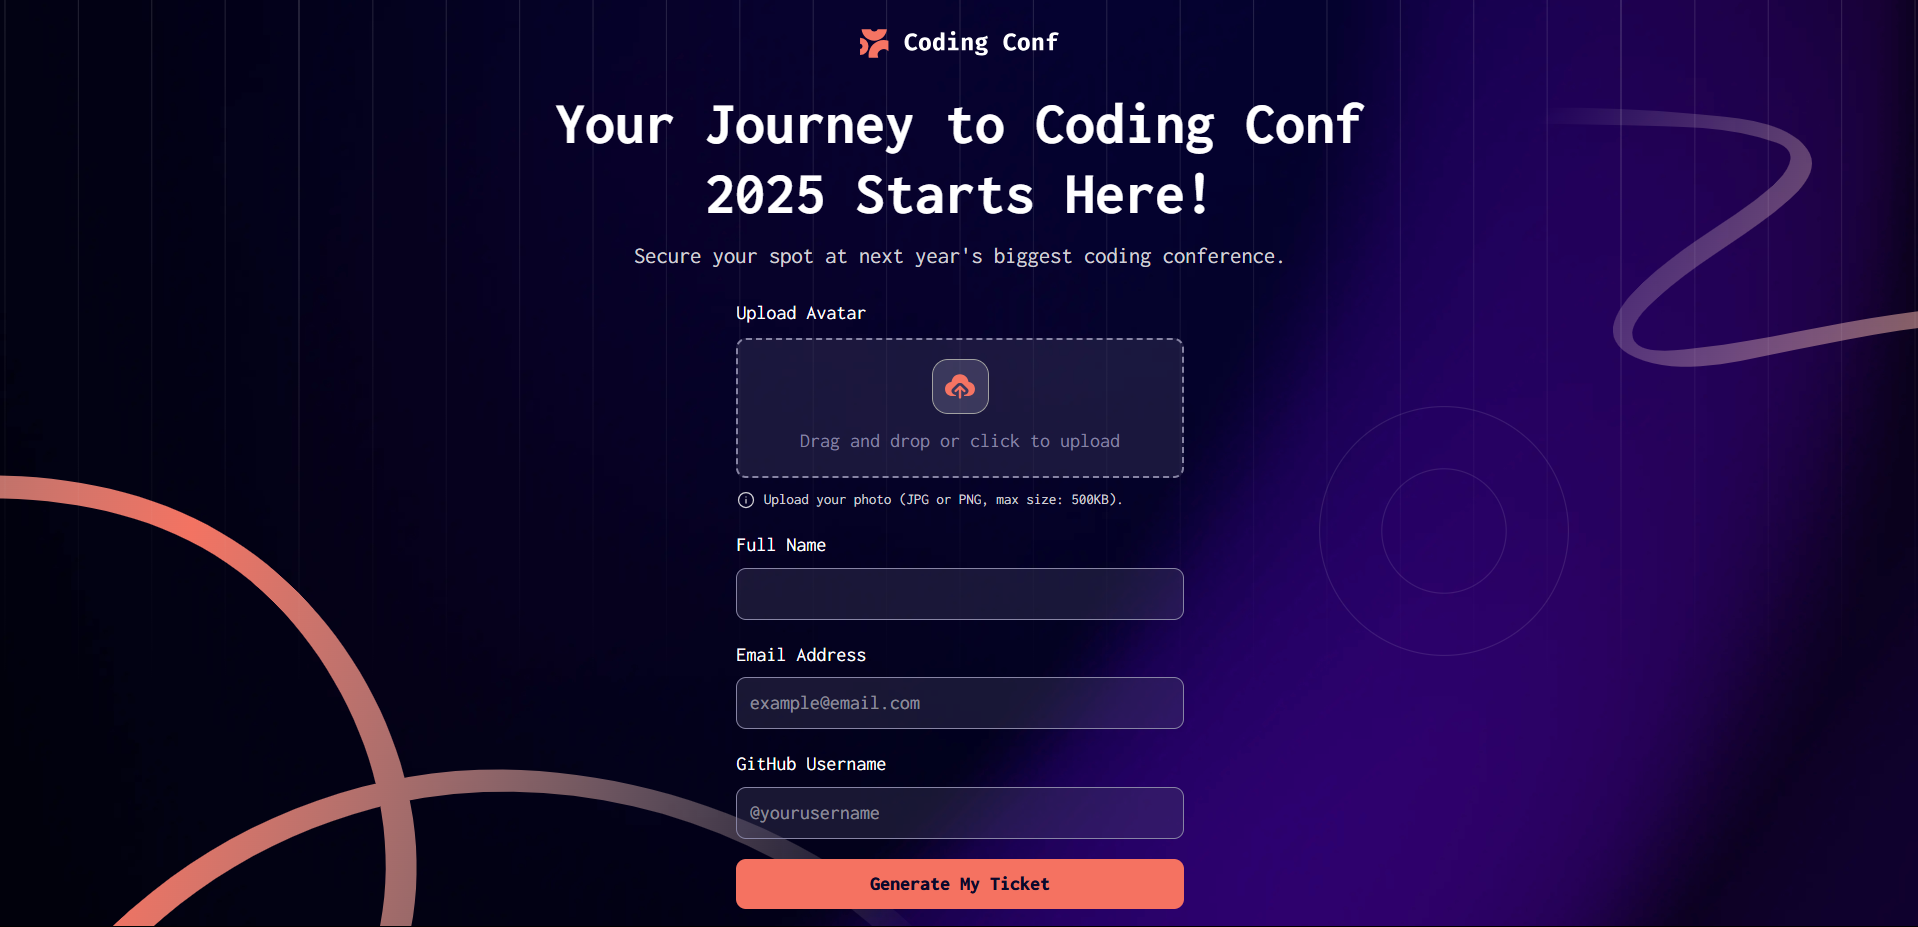 Coding Conf
Your Journey to Coding Conf
2025 Starts Here!
Secure your spot at next year's biggest coding conference.
Upload Avatar
Drag and drop or click to upload
Upload your photo (JPG or PNG, max size: 500KB).
Full Name
Email Address
example@email.com
GitHub Username
@yourusername
Generate My Ticket